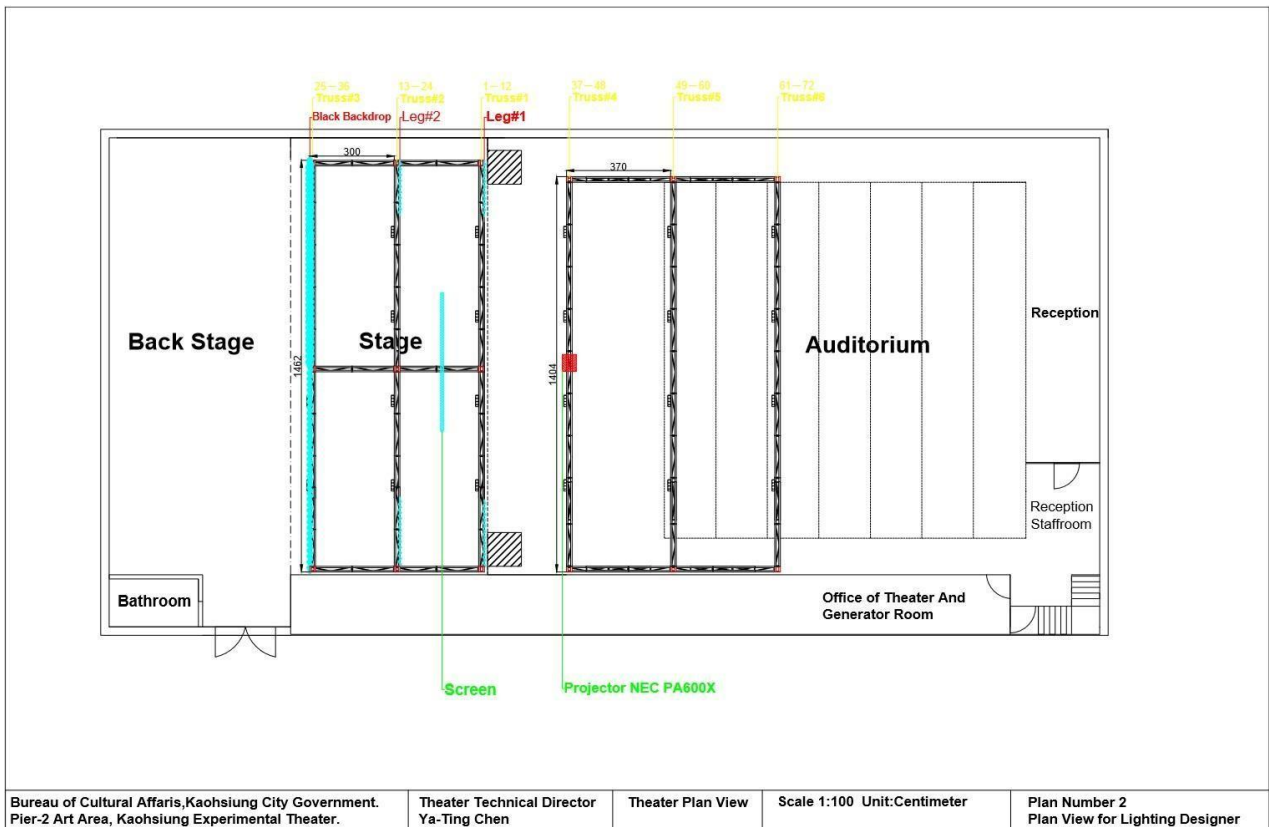 25—36
Truss#3
13—24
Truss#2
1—12
Truss#1
37—48
Truss#4
49—60
Truss#5
61—72
Truss#6
Black Backdrop
Leg#2
Leg#1
300
370
1462
1404
Back Stage
Stage
Auditorium
Reception
Reception
Staffroom
Bathroom
Office of Theater And
Generator Room
Screen
Projector NEC PA600X
Bureau of Cultural Affaris,Kaohsiung City Government.
Pier-2 Art Area, Kaohsiung Experimental Theater.
Theater Technical Director
Ya-Ting Chen
Theater Plan View
Scale 1:100  Unit:Centimeter
Plan Number 2
Plan View for Lighting Designer